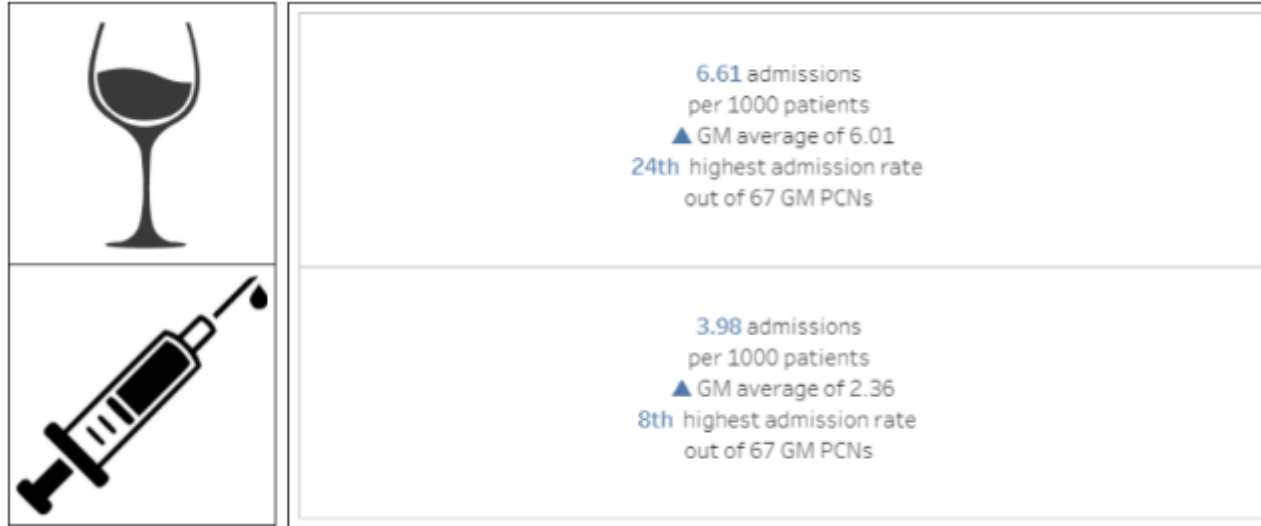 6.61 admissions
per 1000 patients
▲ GM average of 6.01
24th highest admission rate
out of 67 GM PCNs
3.98 admissions
per 1000 patients
▲ GM average of 2.36
8th highest admission rate
out of 67 GM PCNs